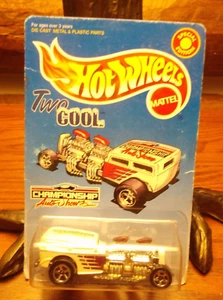 For ages 3 and over
DIE CAST METAL & PLASTIC PARTS
SPECIAL EDITION
Hot Wheels
MATTEL
Two
COOL
CHAMPIONSHIP
Auto Shows